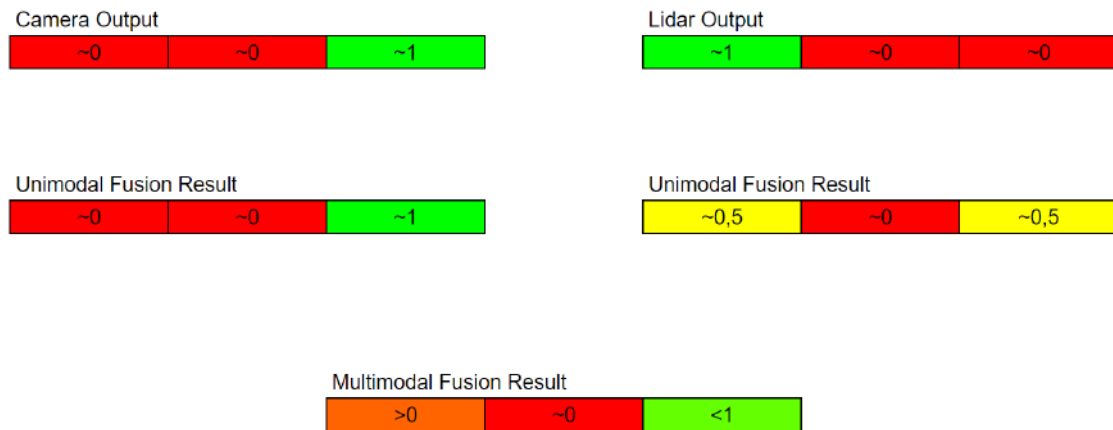 Camera Output
~0 ~0 ~1
Lidar Output
~1 ~0 ~0
Unimodal Fusion Result
~0 ~0 ~1
Unimodal Fusion Result
~0,5 ~0 ~0,5
Multimodal Fusion Result
>0 ~0 <1